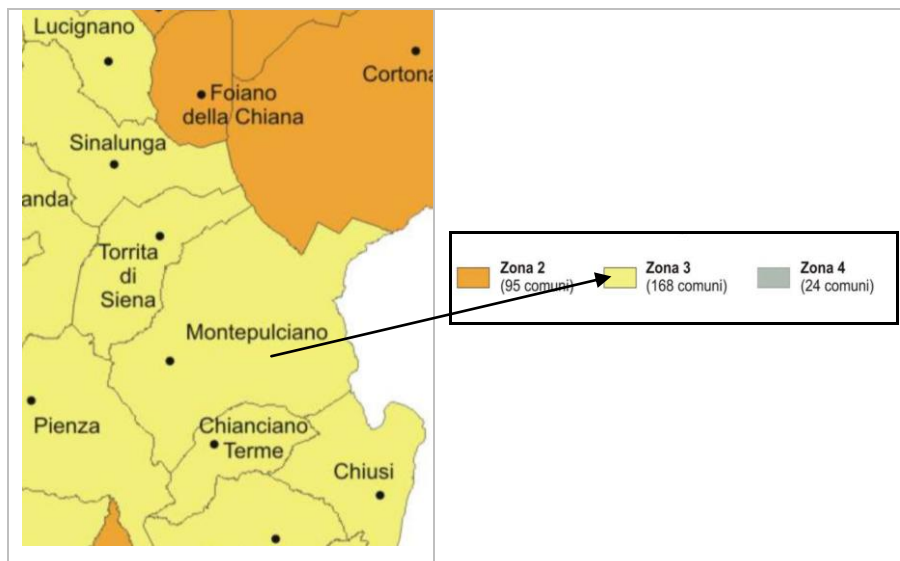 Lucignano
Cortona
Foiano
della Chiana
Sinalunga
anda
Torrita
di
Siena
Montepulciano
Pienza
Chianciano
Terme
Chiusi
Zona 2
(95 comuni)
Zona 3
(168 comuni)
Zona 4
(24 comuni)